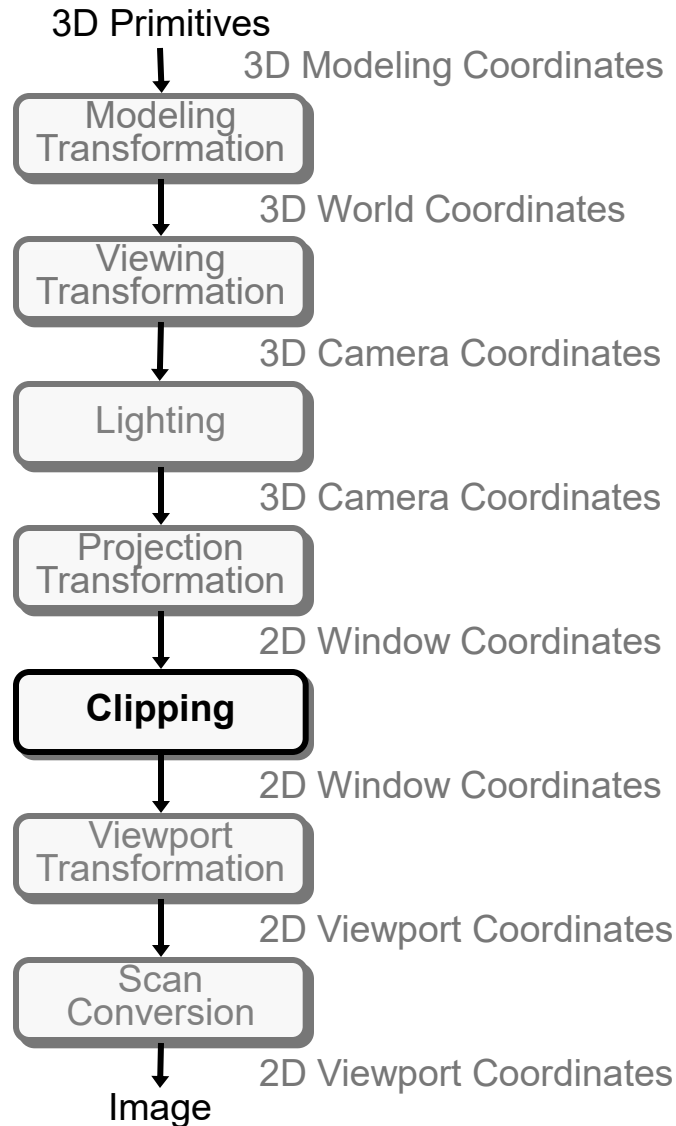 3D Primitives
3D Modeling Coordinates
Modeling
Transformation
3D World Coordinates
Viewing
Transformation
3D Camera Coordinates
Lighting
3D Camera Coordinates
Projection
Transformation
2D Window Coordinates
Clipping
2D Window Coordinates
Viewport
Transformation
2D Viewport Coordinates
Scan
Conversion
2D Viewport Coordinates
Image